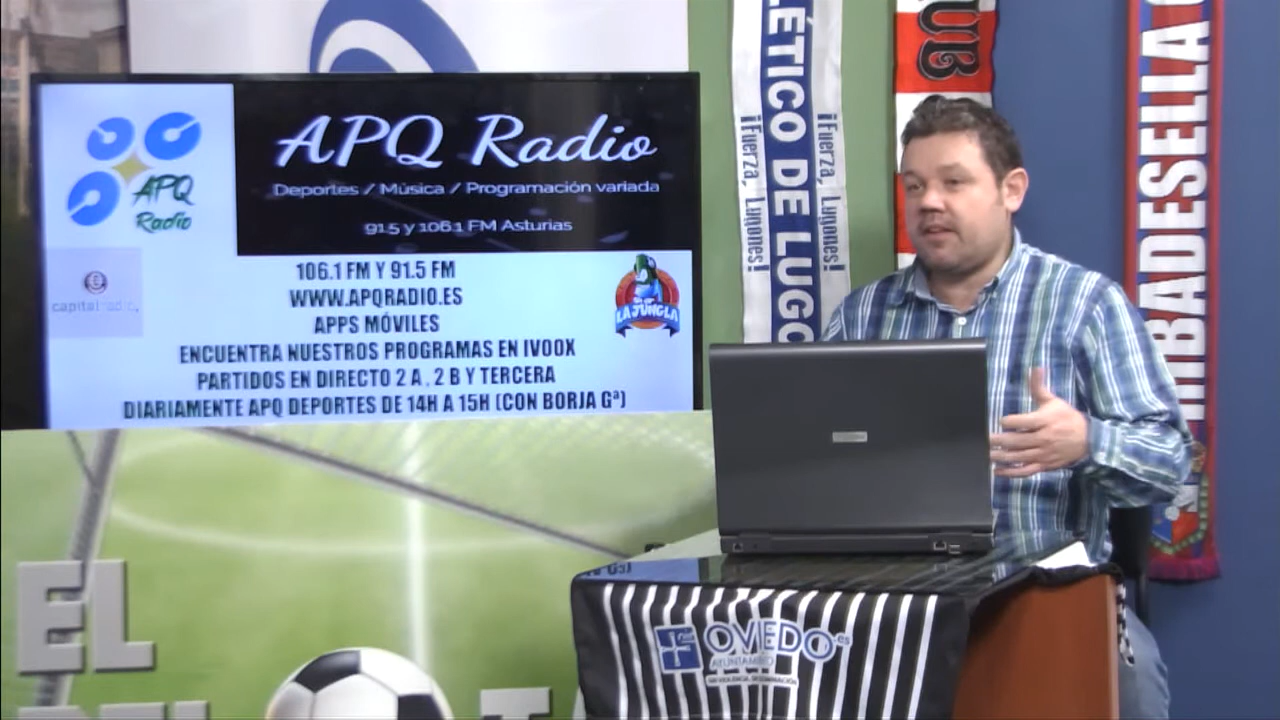 APQ Radio
Deportes / Música / Programación variada
91.5 y 106.1 FM Asturias
APQ
Radio
capitalradio
106.1 FM Y 91.5 FM
WWW.APQRADIO.ES
APPS MÓVILES
LA JUNGLA
ENCUENTRA NUESTROS PROGRAMAS EN IVOOX
PARTIDOS EN DIRECTO 2 A , 2 B Y TERCERA
DIARIAMENTE APQ DEPORTES DE 14H A 15H (CON BORJA Gª)
¡Fuerza, Lugones!
LÉTICO DE LUGO
¡Fuerza, Lugones!
RIBADESELLA
EL
OVIEDO.es
AYUNTAMIENTO